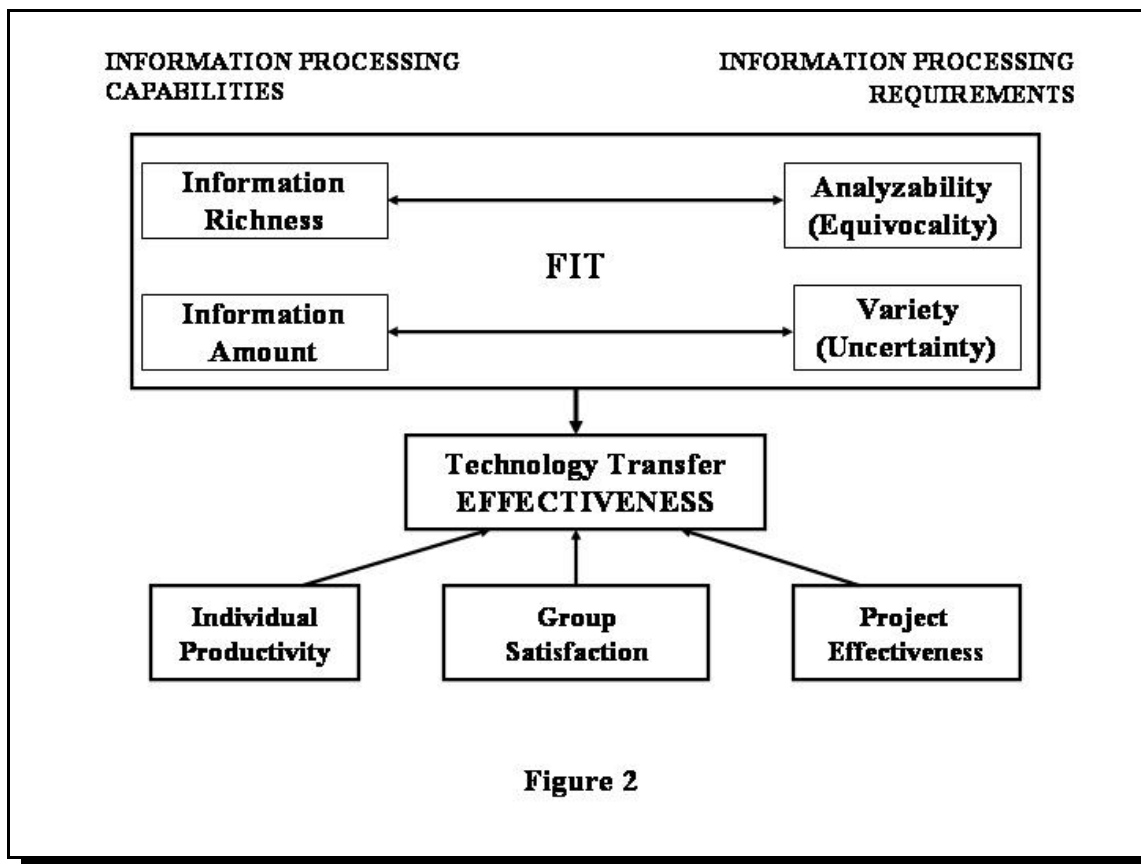 INFORMATION PROCESSING
CAPABILITIES
INFORMATION PROCESSING
REQUIREMENTS
Information
Richness
Analyzability
(Equivocality)
FIT
Information
Amount
Variety
(Uncertainty)
Technology Transfer
EFFECTIVENESS
Individual
Productivity
Group
Satisfaction
Project
Effectiveness
Figure 2